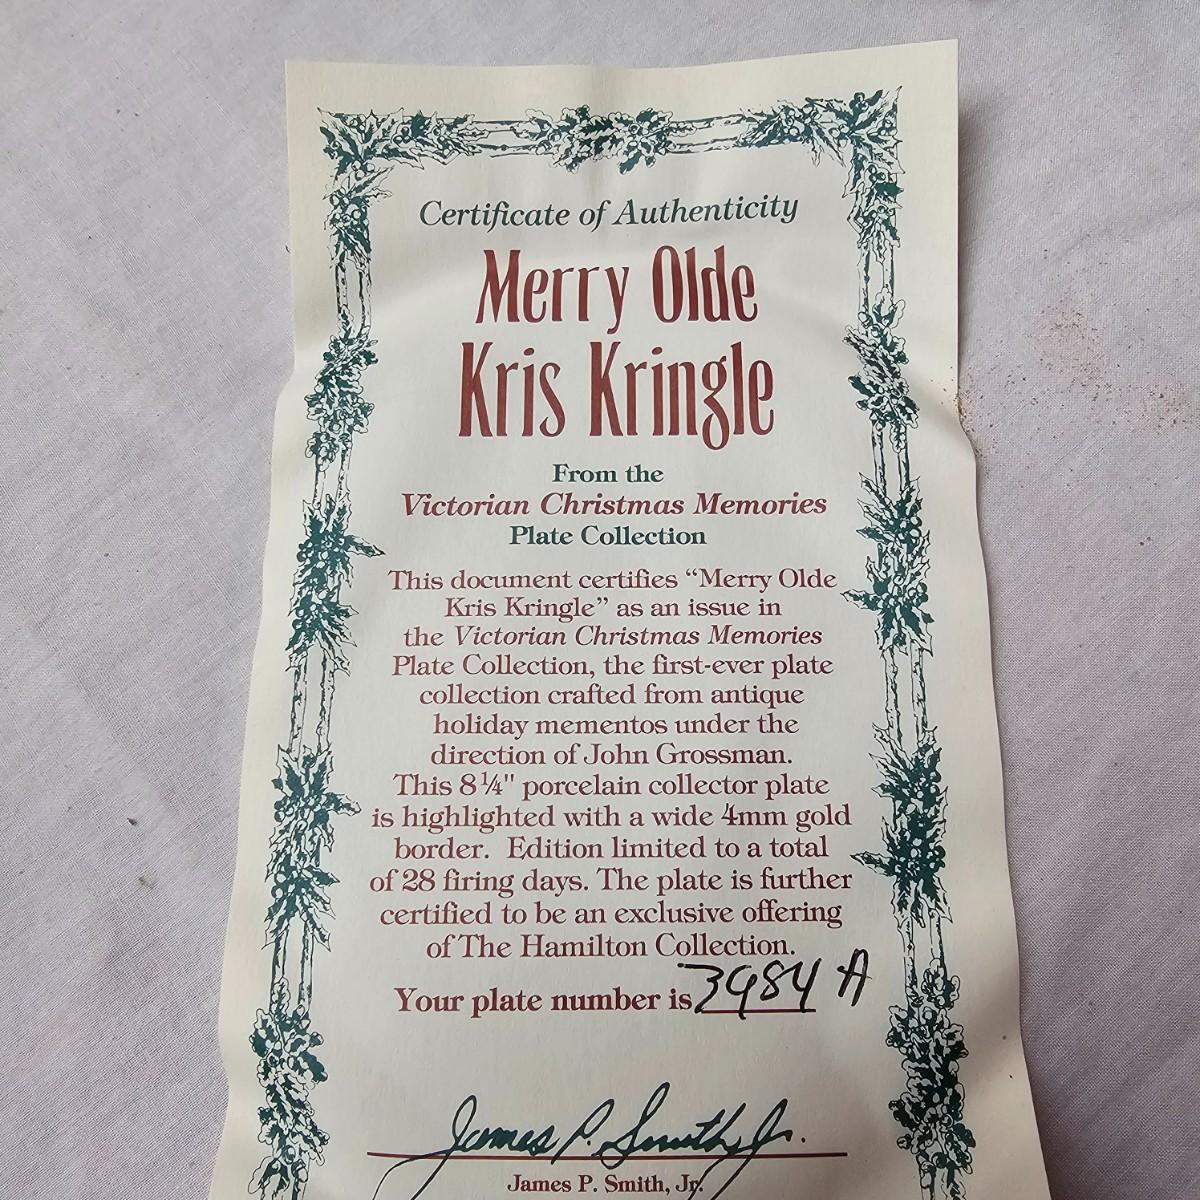 Certificate of Authenticity
Merry Olde
Kris Kringle
From the
Victorian Christmas Memories
Plate Collection
This document certifies “Merry Olde
Kris Kringle” as an issue in
the Victorian Christmas Memories
Plate Collection, the first-ever plate
collection crafted from antique
holiday mementos under the
direction of John Grossman.
This 8¼" porcelain collector plate
is highlighted with a wide 4mm gold
border. Edition limited to a total
of 28 firing days. The plate is further
certified to be an exclusive offering
of The Hamilton Collection.
Your plate number is 3984 A
James P. Smith, Jr.
James P. Smith, Jr.